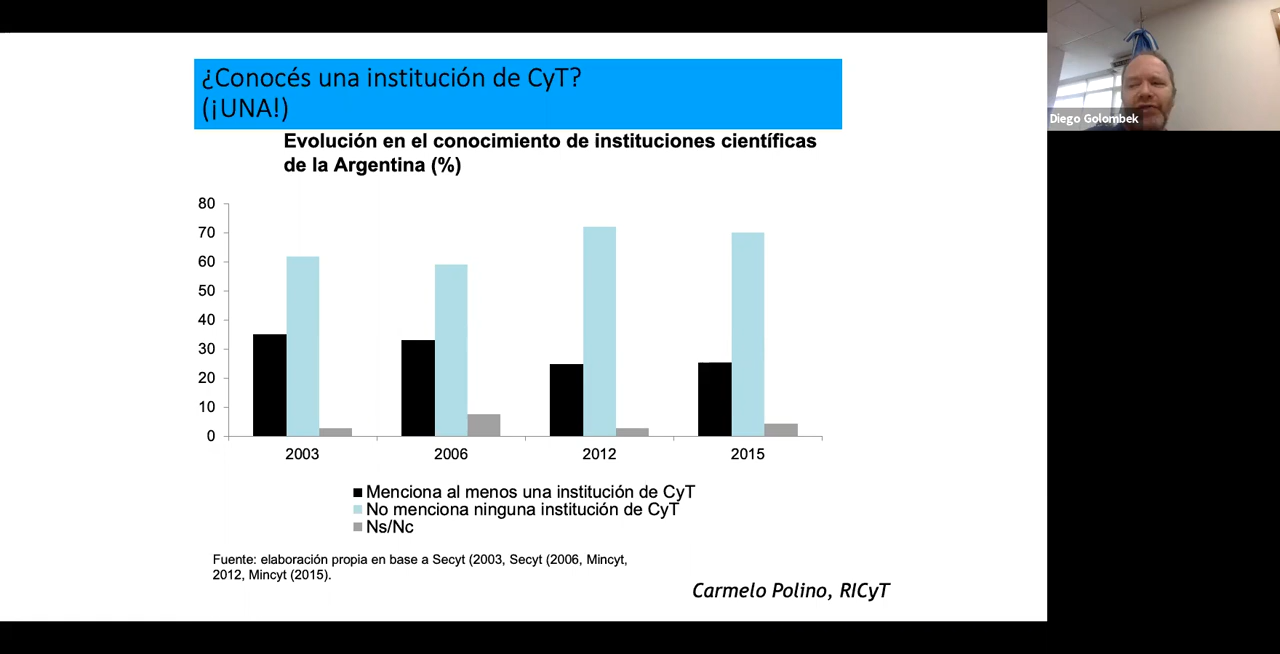 ¿Conocés una institución de CyT?
(¡UNA!)
Diego Golombek
Evolución en el conocimiento de instituciones científicas
de la Argentina (%)
80
70
60
50
40
30
20
10
0
2003 2006 2012 2015
Menciona al menos una institución de CyT
No menciona ninguna institución de CyT
Ns/Nc
Fuente: elaboración propia en base a Secyt (2003, Secyt (2006, Mincyt,
2012, Mincyt (2015).
Carmelo Polino, RICyT